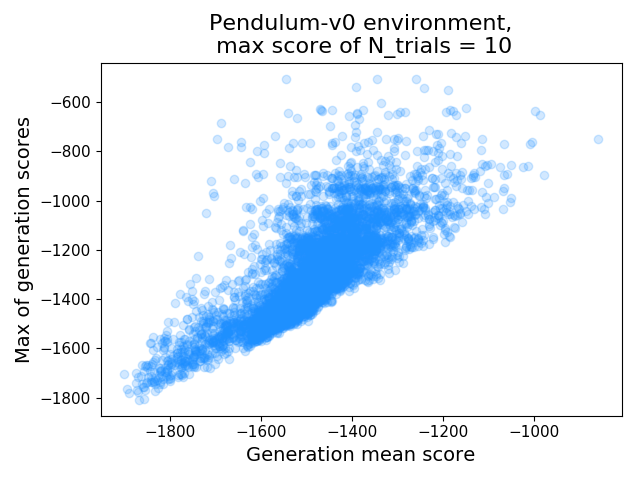 Pendulum-v0 environment,
max score of N_trials = 10
Max of generation scores
−600
−800
−1000
−1200
−1400
−1600
−1800
−1800 −1600 −1400 −1200 −1000
Generation mean score